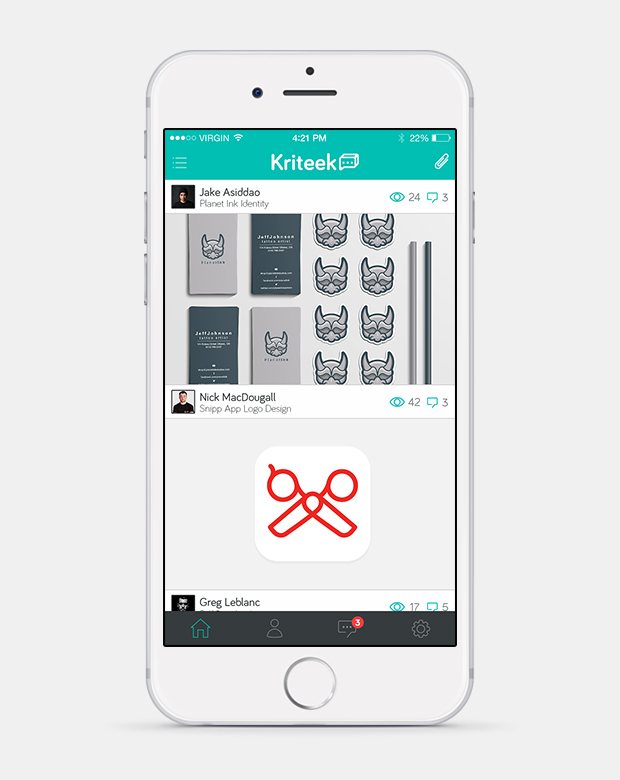 VIRGIN 4:21 PM 22%
Kriteek
Jake Asiddao
Planet Ink Identity
24 3
JeffJohnson
tattoo artist
PlanetInk
JeffJohnson
tattoo artist
PlanetInk
Nick MacDougall
Snipp App Logo Design
42 3
Greg Leblanc
17 5
3